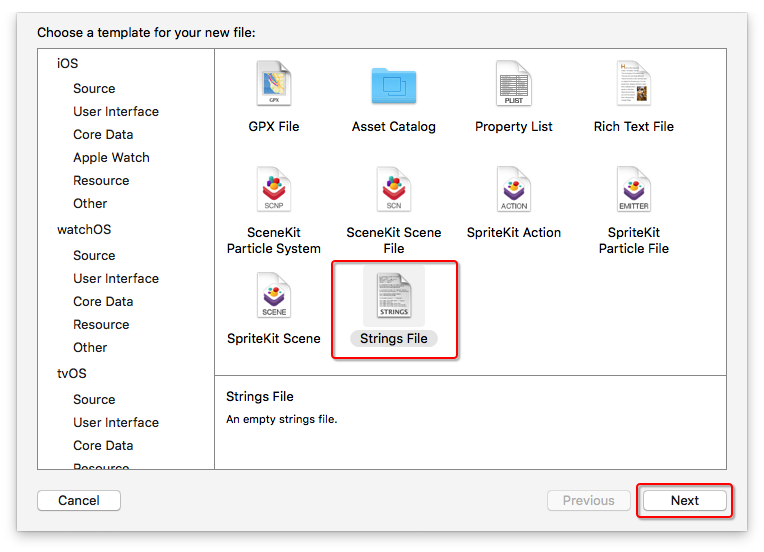 Choose a template for your new file:
iOS
Source
User Interface
Core Data
Apple Watch
Resource
Other
watchOS
Source
User Interface
Core Data
Resource
Other
tvOS
Source
User Interface
Core Data
Resource
GPX
PLIST
GPX File
Asset Catalog
Property List
Rich Text File
SCNP
SCN
ACTION
EMITTER
SceneKit
Particle System
SceneKit Scene
File
SpriteKit Action
SpriteKit
Particle File
SCENE
STRINGS
SpriteKit Scene
Strings File
Strings File
An empty strings file.
Cancel
Previous
Next